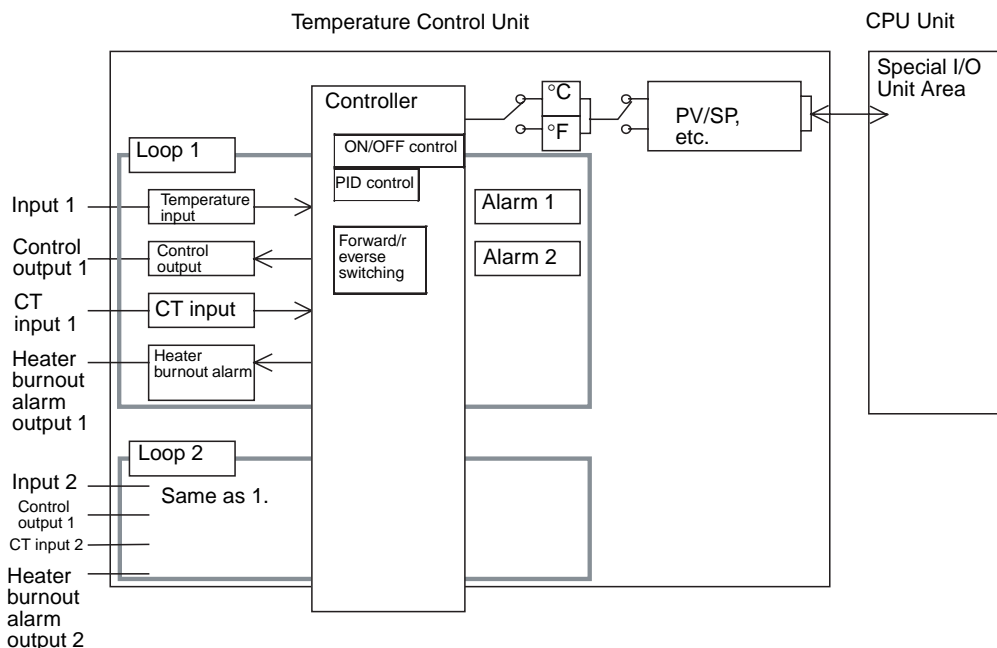 Temperature Control Unit
CPU Unit
Special I/O
Unit Area
Controller
°C
°F
PV/SP,
etc.
ON/OFF control
PID control
Forward/r
everse
switching
Loop 1
Input 1
Temperature
input
Alarm 1
Control
output 1
Control
output
Alarm 2
CT
input 1
CT input
Heater
burnout
alarm
output 1
Heater
burnout alarm
Loop 2
Input 2
Same as 1.
Control
output 1
CT input 2
Heater
burnout
alarm
output 2